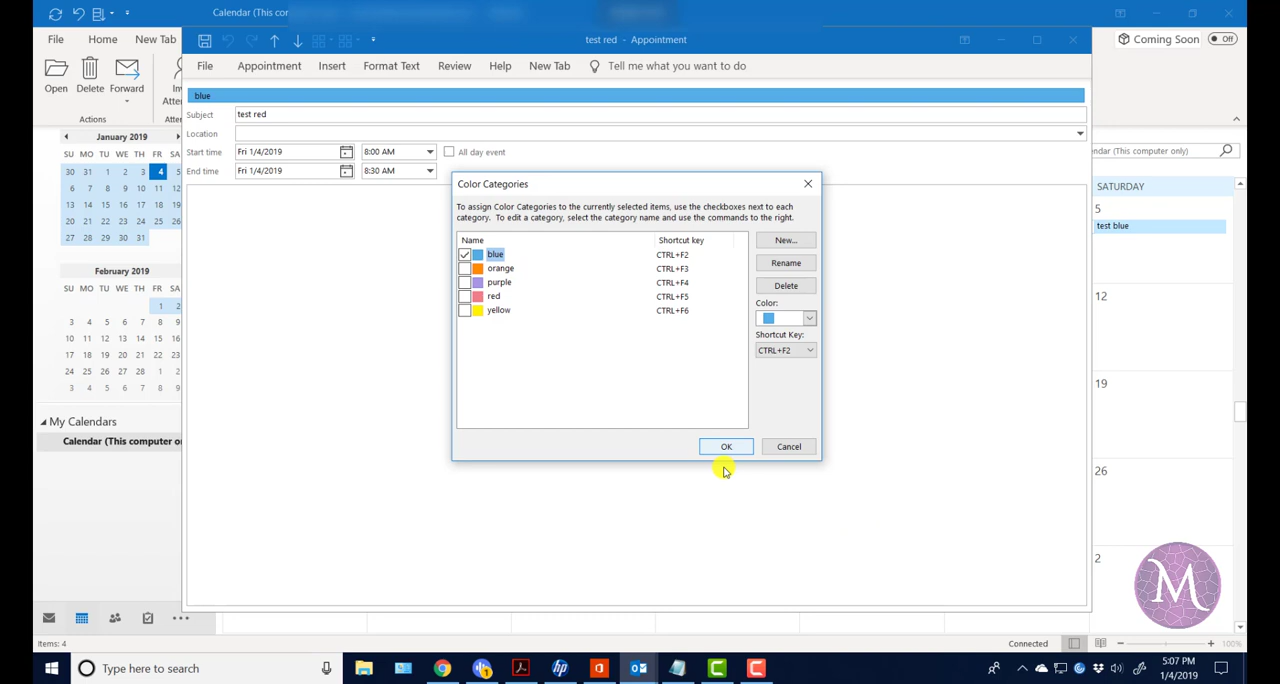 Calendar (This com
test red - Appointment
File Home New Tab
Coming Soon Off
File Appointment Insert Format Text Review Help New Tab Tell me what you want to do
Open Delete Forward
Actions
blue
Subject test red
Location
Start time Fri 1/4/2019 8:00 AM All day event
End time Fri 1/4/2019 8:30 AM
January 2019
SU MO TU WE TH FR SA
30 31 1 2 3 4 5
6 7 8 9 10 11 12
13 14 15 16 17 18 19
20 21 22 23 24 25 26
27 28 29 30 31
February 2019
SU MO TU WE TH FR SA
1 2
3 4 5 6 7 8 9
10 11 12 13 14 15 16
17 18 19 20 21 22 23
24 25 26 27 28 1 2
3 4 5 6 7 8 9
My Calendars
Calendar (This computer on
Color Categories
To assign Color Categories to the currently selected items, use the checkboxes next to each
category. To edit a category, select the category name and use the commands to the right.
Name Shortcut key
blue CTRL+F2
orange CTRL+F3
purple CTRL+F4
red CTRL+F5
yellow CTRL+F6
New...
Rename
Delete
Color:
Shortcut Key:
CTRL+F2
OK Cancel
ndar (This computer only)
SATURDAY
5
test blue
12
19
26
2
M
Items: 4
Connected
Type here to search
5:07 PM
1/4/2019